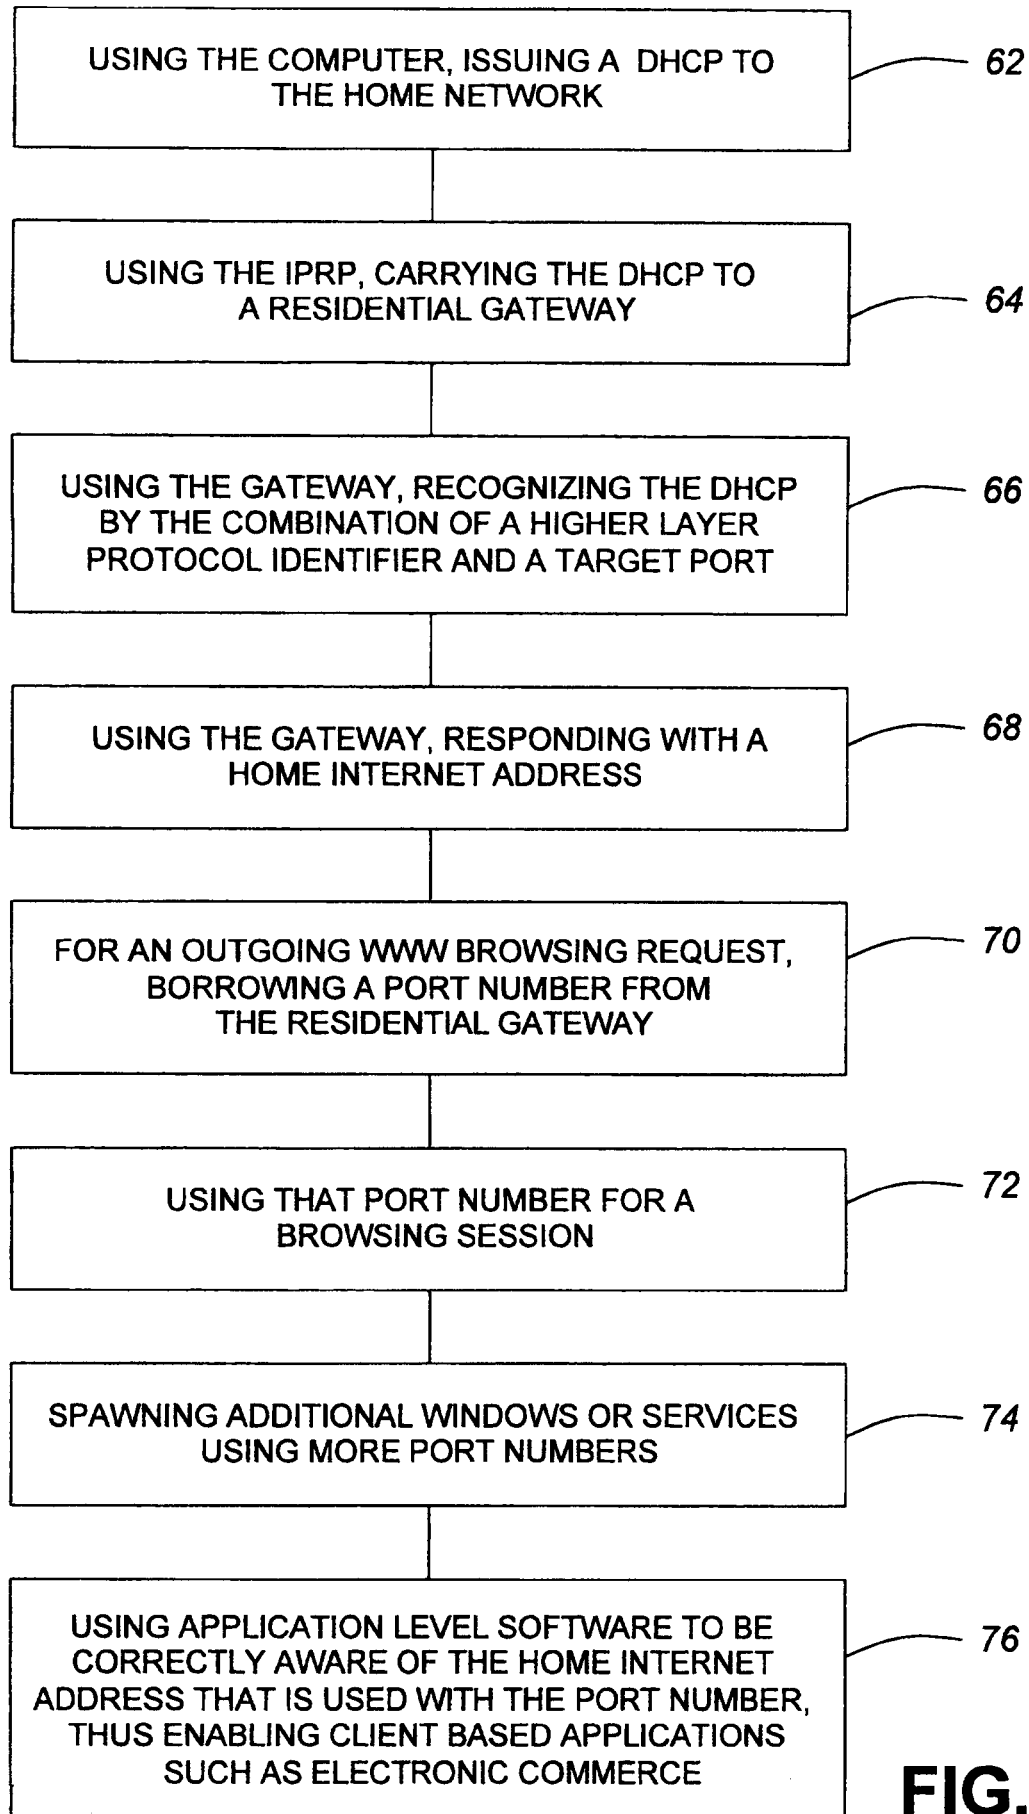 USING THE COMPUTER, ISSUING A DHCP TO
THE HOME NETWORK
62
USING THE IPRP, CARRYING THE DHCP TO
A RESIDENTIAL GATEWAY
64
USING THE GATEWAY, RECOGNIZING THE DHCP
BY THE COMBINATION OF A HIGHER LAYER
PROTOCOL IDENTIFIER AND A TARGET PORT
66
USING THE GATEWAY, RESPONDING WITH A
HOME INTERNET ADDRESS
68
FOR AN OUTGOING WWW BROWSING REQUEST,
BORROWING A PORT NUMBER FROM
THE RESIDENTIAL GATEWAY
70
USING THAT PORT NUMBER FOR A
BROWSING SESSION
72
SPAWNING ADDITIONAL WINDOWS OR SERVICES
USING MORE PORT NUMBERS
74
USING APPLICATION LEVEL SOFTWARE TO BE
CORRECTLY AWARE OF THE HOME INTERNET
ADDRESS THAT IS USED WITH THE PORT NUMBER,
THUS ENABLING CLIENT BASED APPLICATIONS
SUCH AS ELECTRONIC COMMERCE
76
FIG.